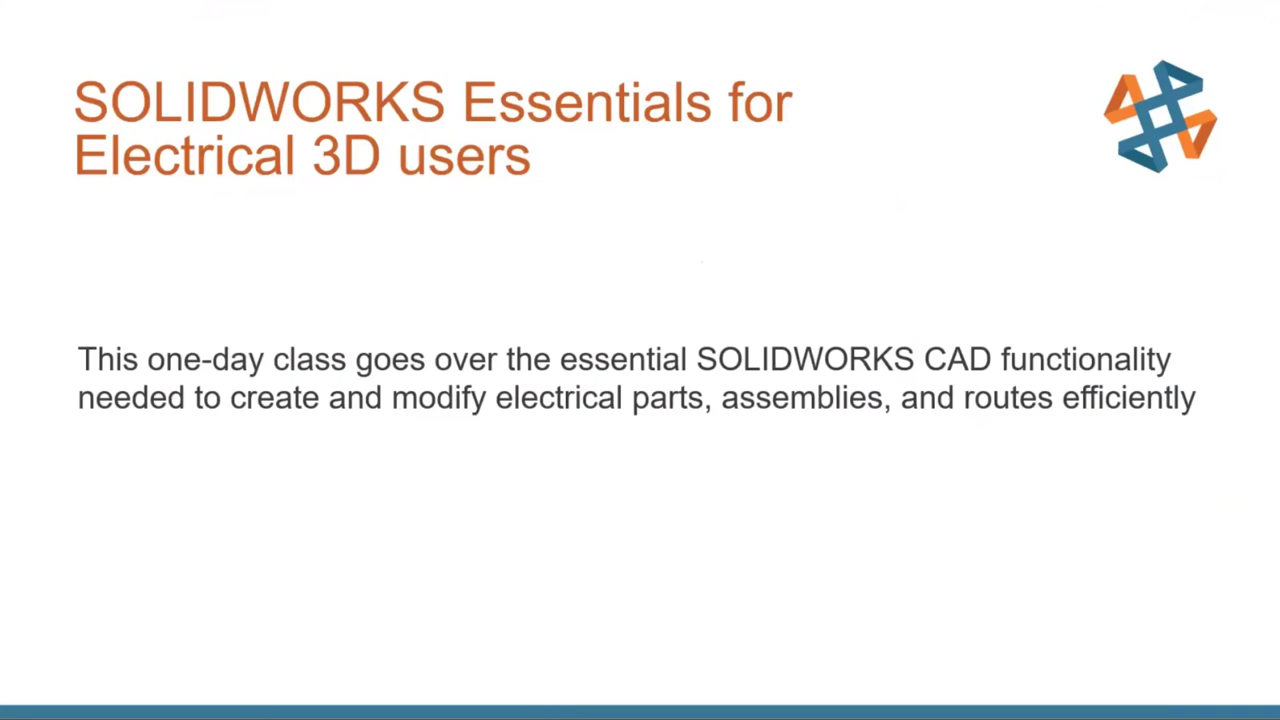 SOLIDWORKS Essentials for
Electrical 3D users
This one-day class goes over the essential SOLIDWORKS CAD functionality
needed to create and modify electrical parts, assemblies, and routes efficiently